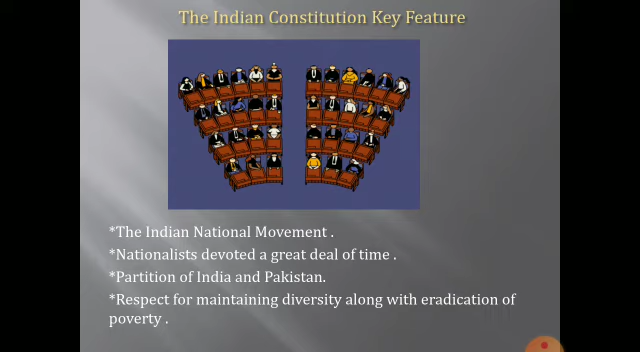 The Indian Constitution Key Feature
*The Indian National Movement .
*Nationalists devoted a great deal of time .
*Partition of India and Pakistan.
*Respect for maintaining diversity along with eradication of
poverty .